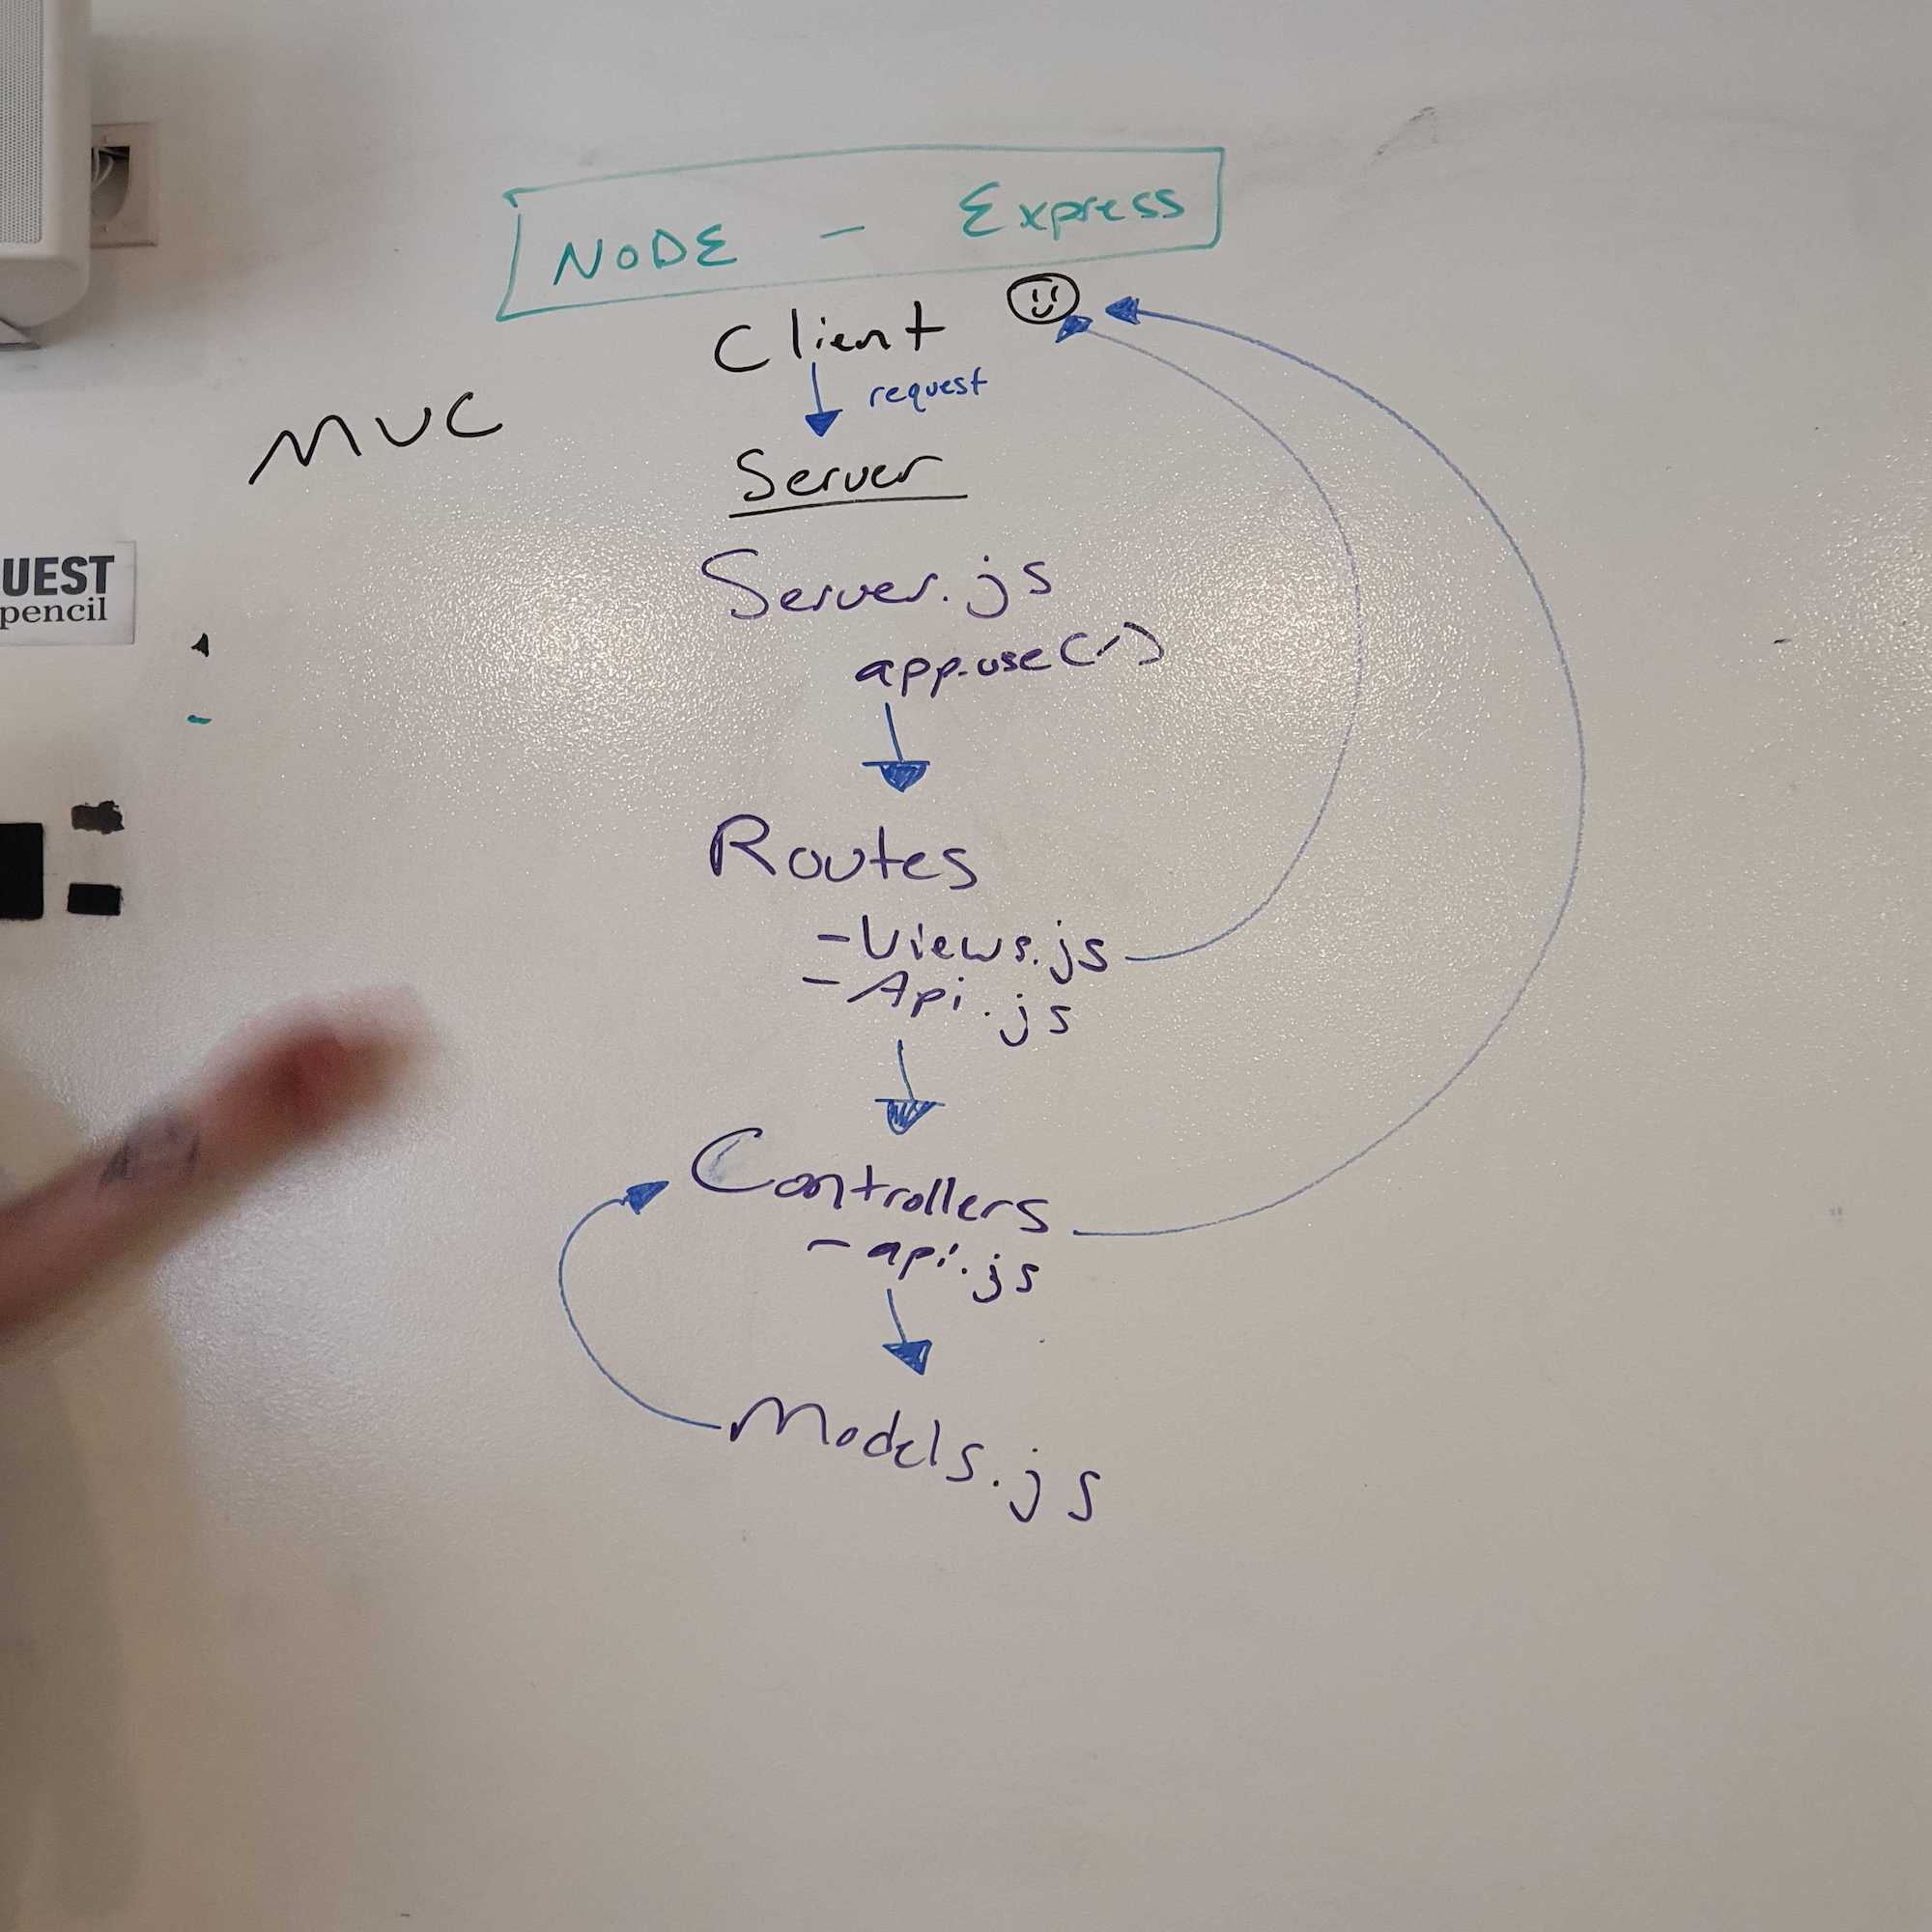 NODE - Express
Client
request
MVC
Server
UEST
pencil
Server.js
app.use(/)
Routes
- Views.js
- Api.js
Controllers
- api.js
Models.js